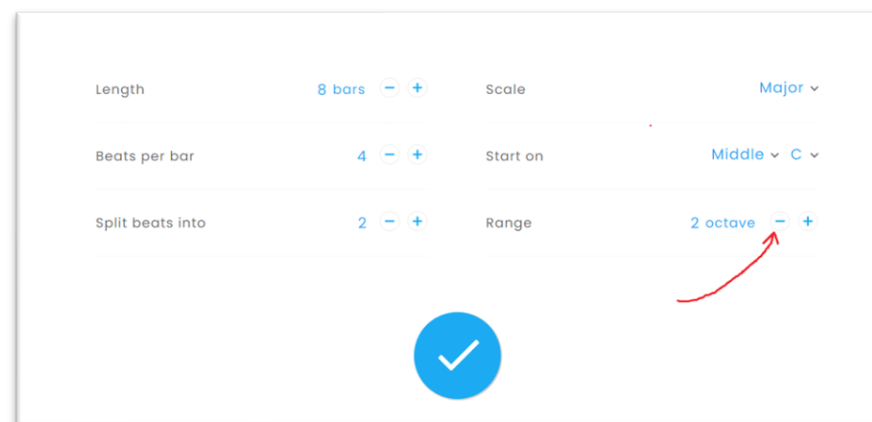 Length 8 bars − + Scale Major
Beats per bar 4 − + Start on Middle C
Split beats into 2 − + Range 2 octave − +